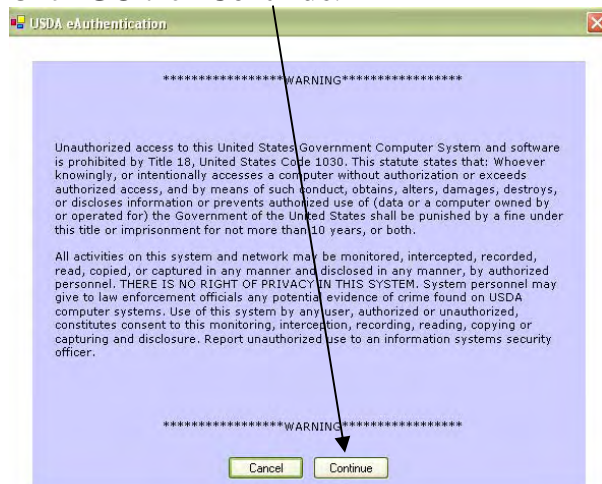 USDA eAuthentication
*****************WARNING*****************
Unauthorized access to this United States Government Computer System and software
is prohibited by Title 18, United States Code 1030. This statute states that: Whoever
knowingly, or intentionally accesses a computer without authorization or exceeds
authorized access, and by means of such conduct, obtains, alters, damages, destroys,
or discloses information or prevents authorized use of (data or a computer owned by
or operated for) the Government of the United States shall be punished by a fine under
this title or imprisonment for not more than 10 years, or both.
All activities on this system and network may be monitored, intercepted, recorded,
read, copied, or captured in any manner and disclosed in any manner, by authorized
personnel. THERE IS NO RIGHT OF PRIVACY IN THIS SYSTEM. System personnel may
give to law enforcement officials any potential evidence of crime found on USDA
computer systems. Use of this system by any user, authorized or unauthorized,
constitutes consent to this monitoring, interception, recording, reading, copying or
capturing and disclosure. Report unauthorized use to an information systems security
officer.
*****************WARNING*****************
Cancel Continue